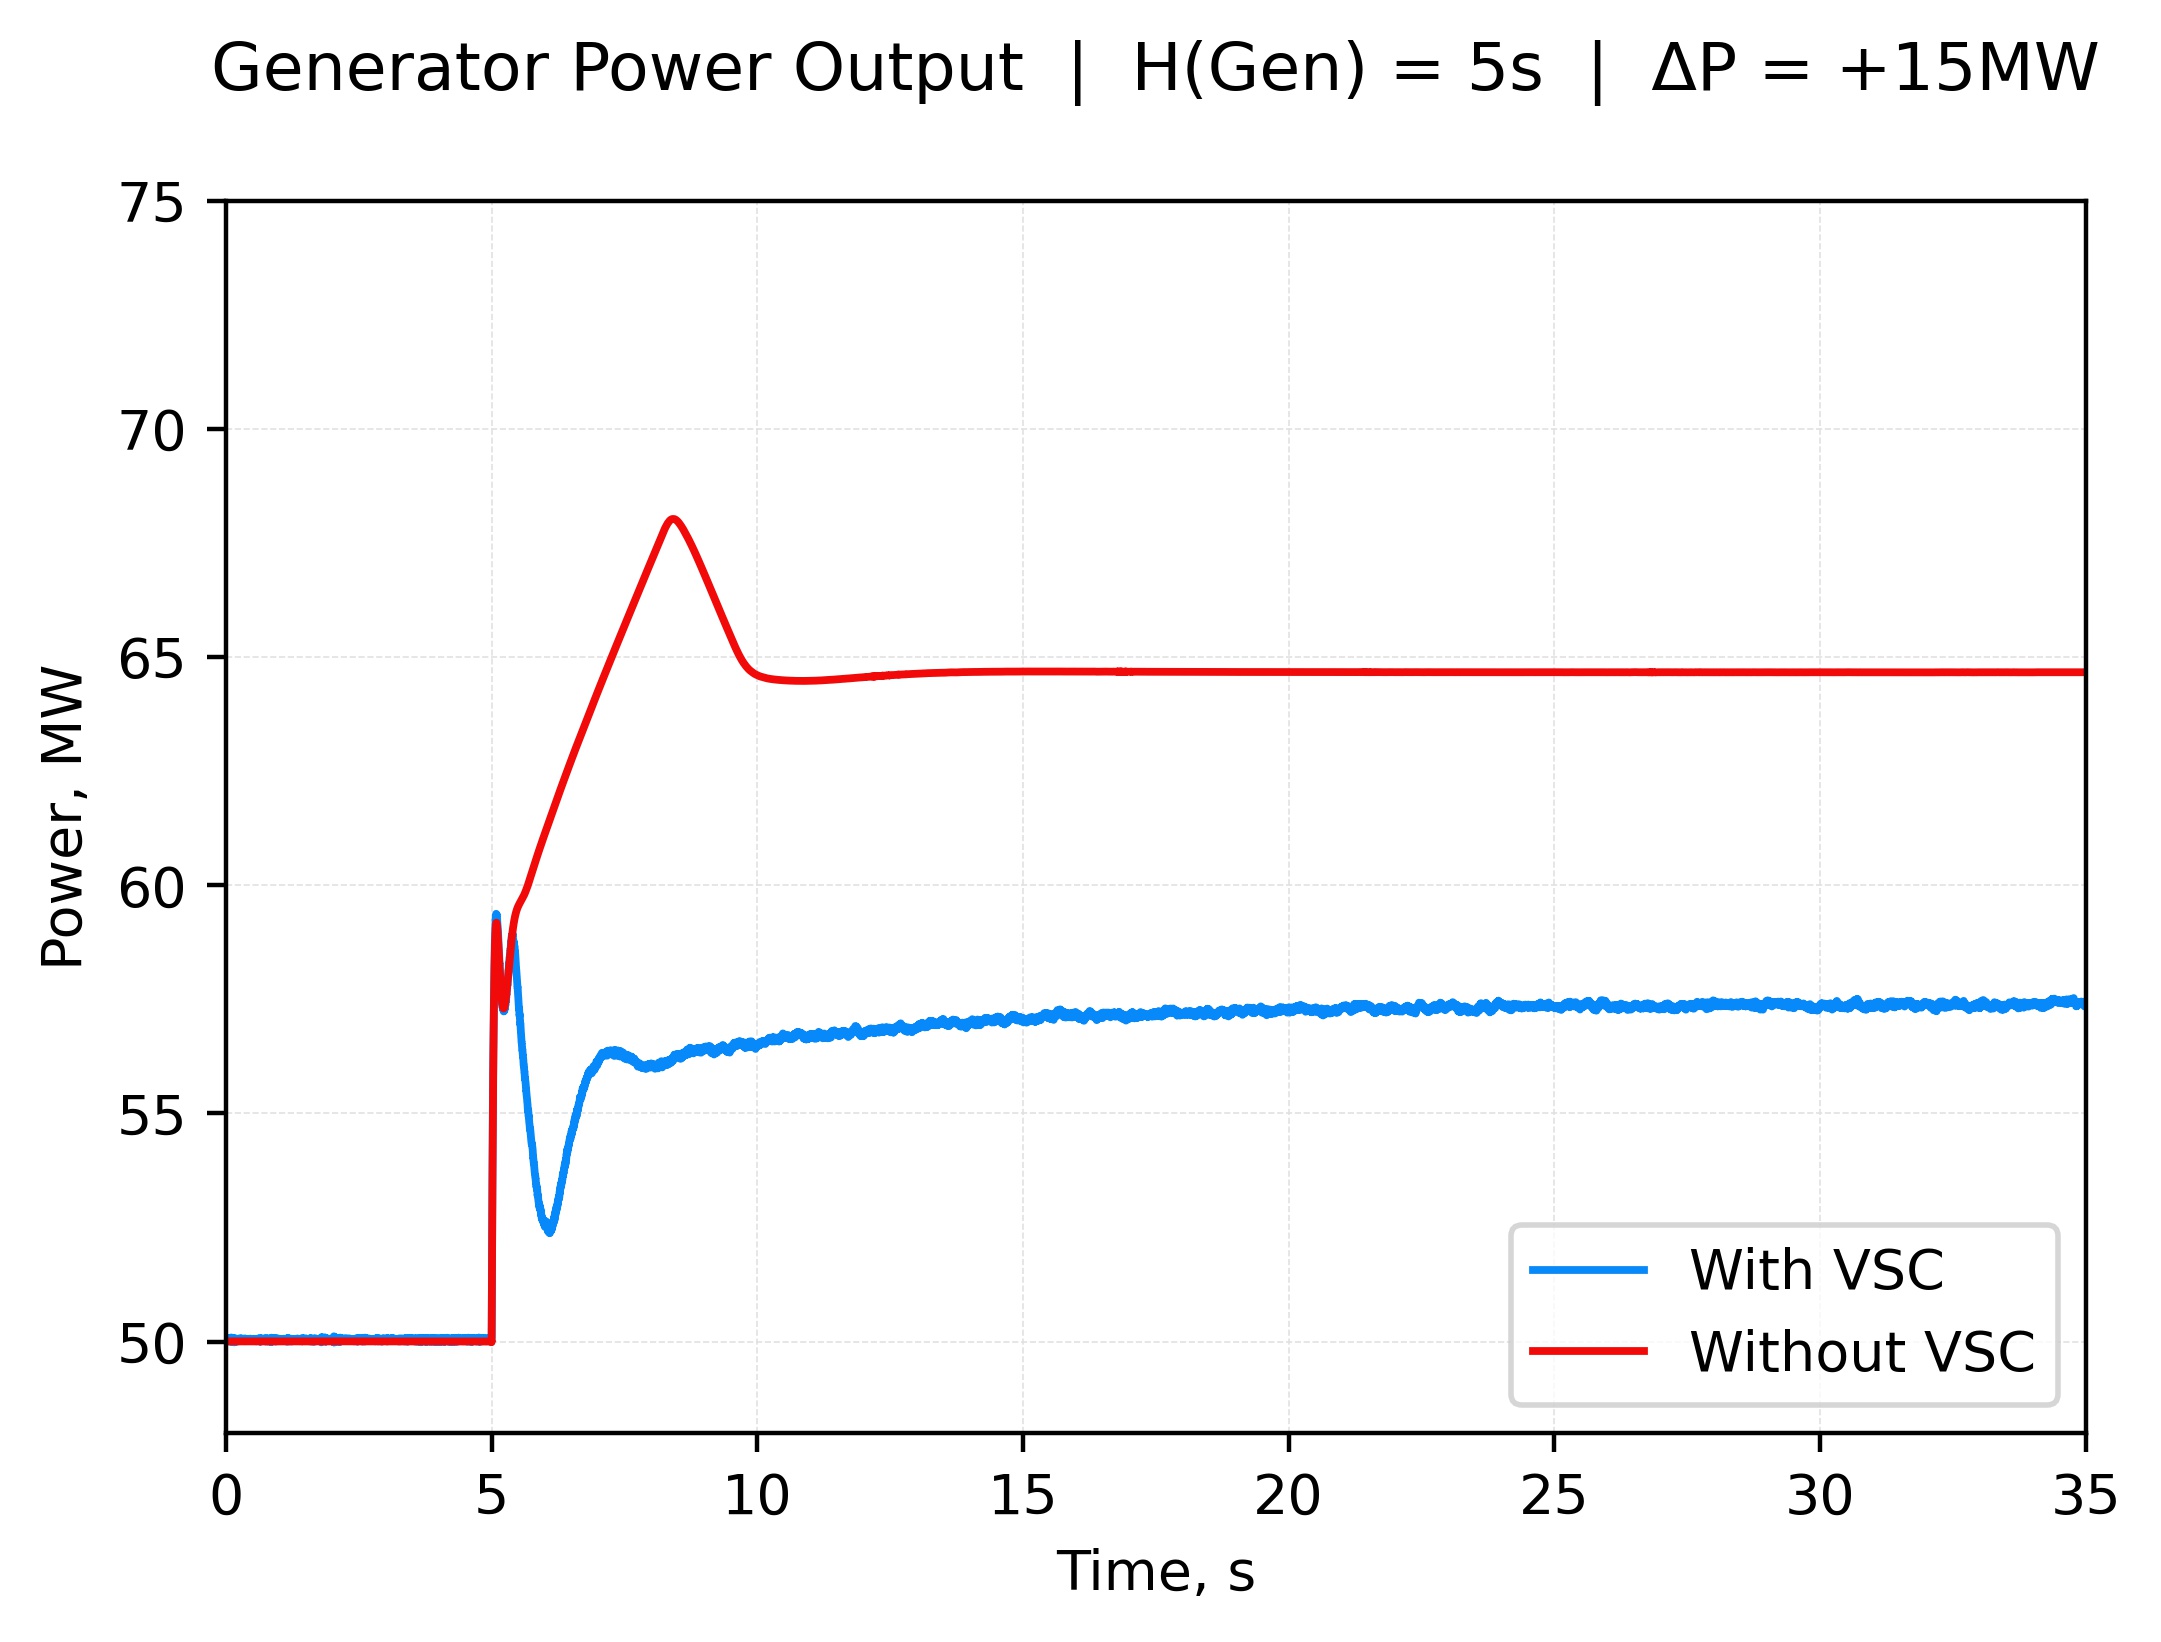 Generator Power Output | H(Gen) = 5s | ΔP = +15MW
75
70
65
60
55
50
Power, MW
With VSC
Without VSC
0 5 10 15 20 25 30 35
Time, s